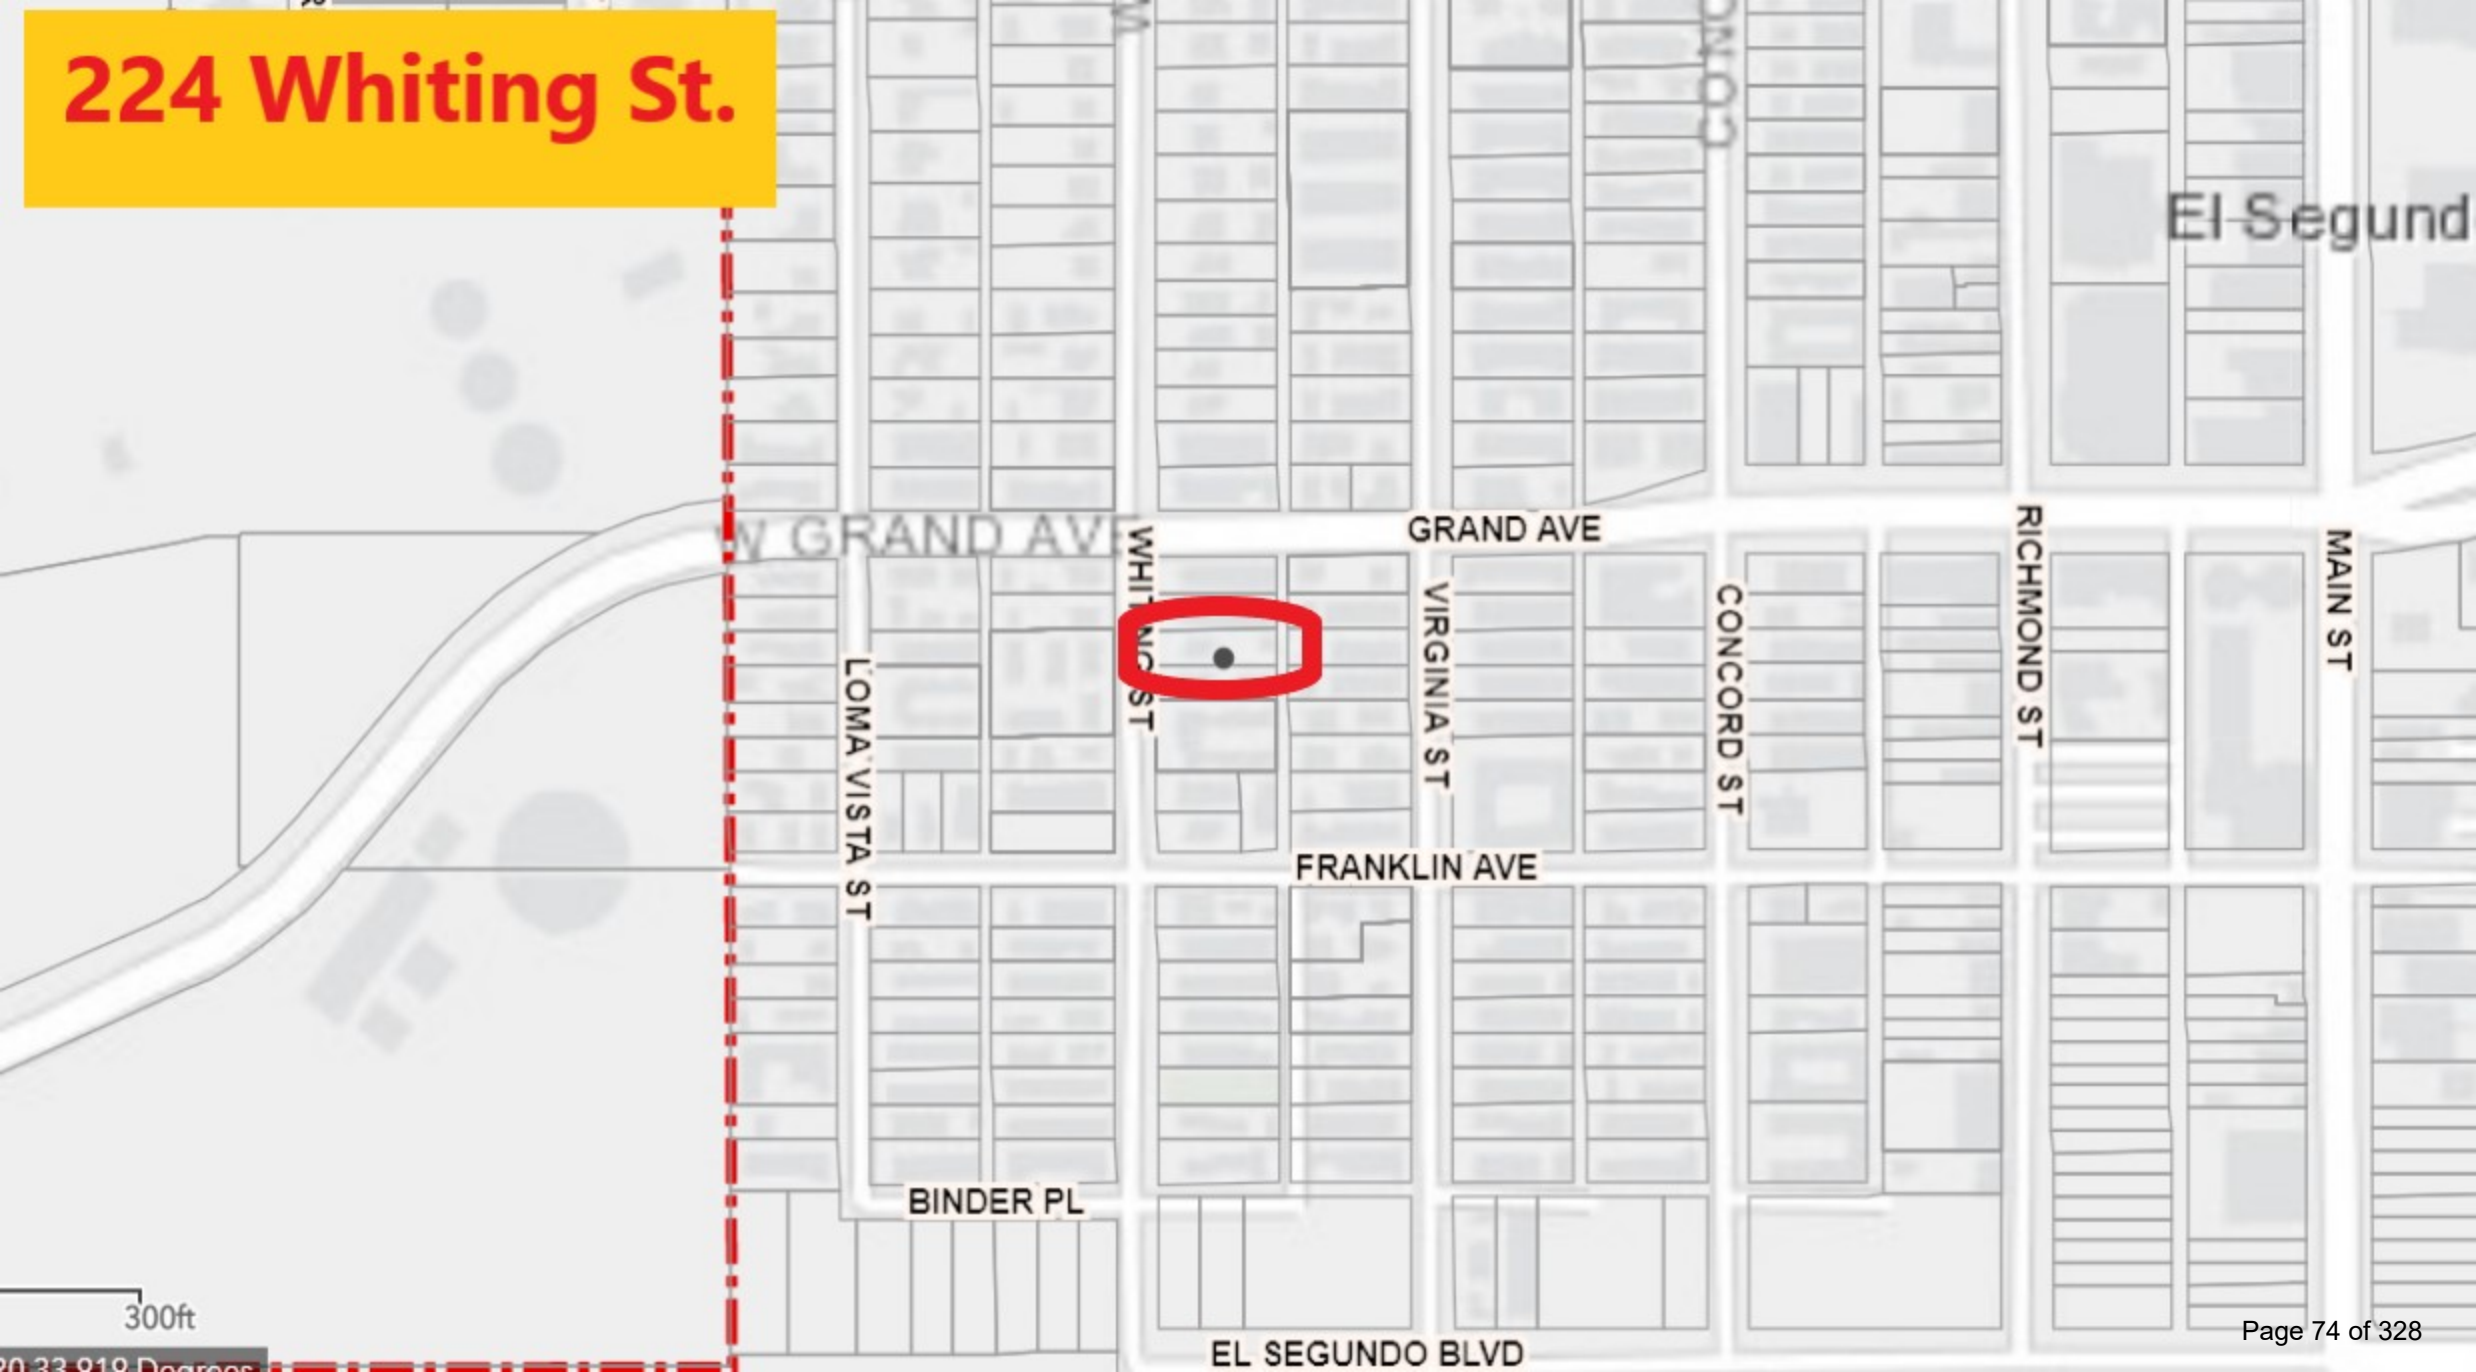 224 Whiting St.
El Segund
W GRAND AVE
GRAND AVE
WHITING ST
LOMA VISTA ST
VIRGINIA ST
CONCORD ST
RICHMOND ST
MAIN ST
FRANKLIN AVE
BINDER PL
300ft
EL SEGUNDO BLVD
Page 74 of 328